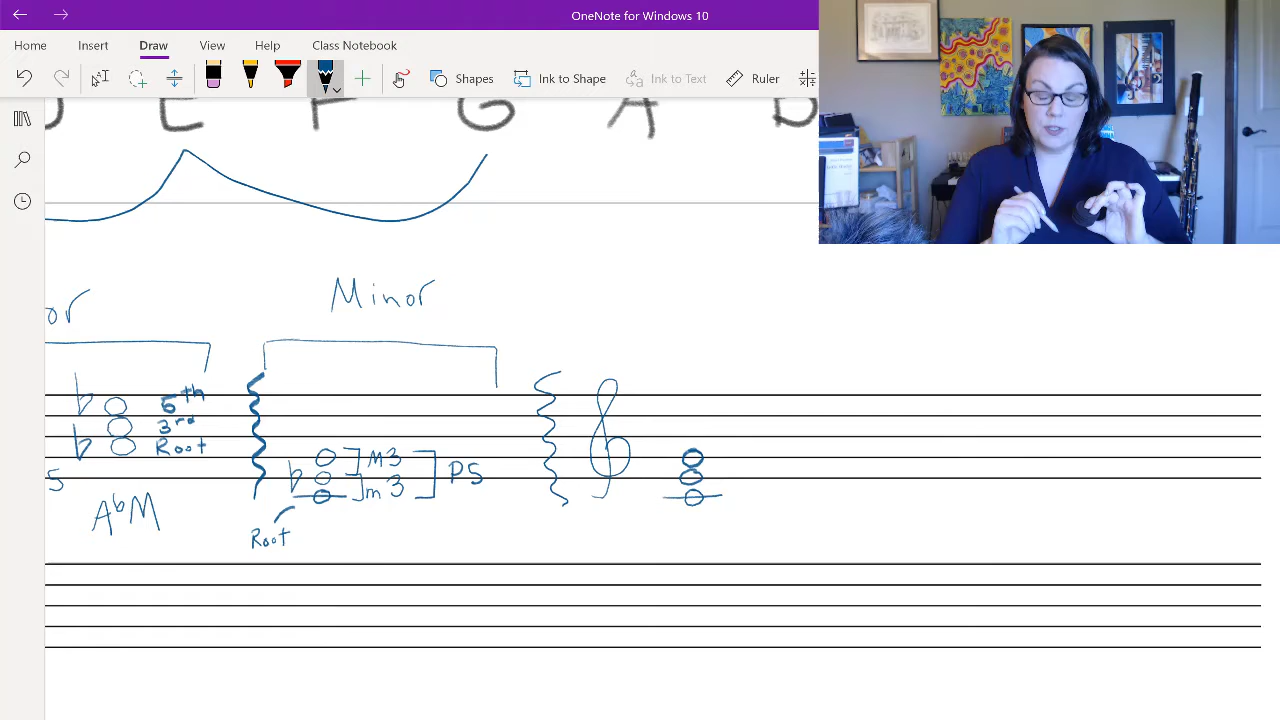 OneNote for Windows 10
Home Insert Draw View Help Class Notebook
Shapes Ink to Shape Ink to Text Ruler
E F G A
or Minor
5th
3rd
Root
M3
m3
P5
5
A♭M
Root